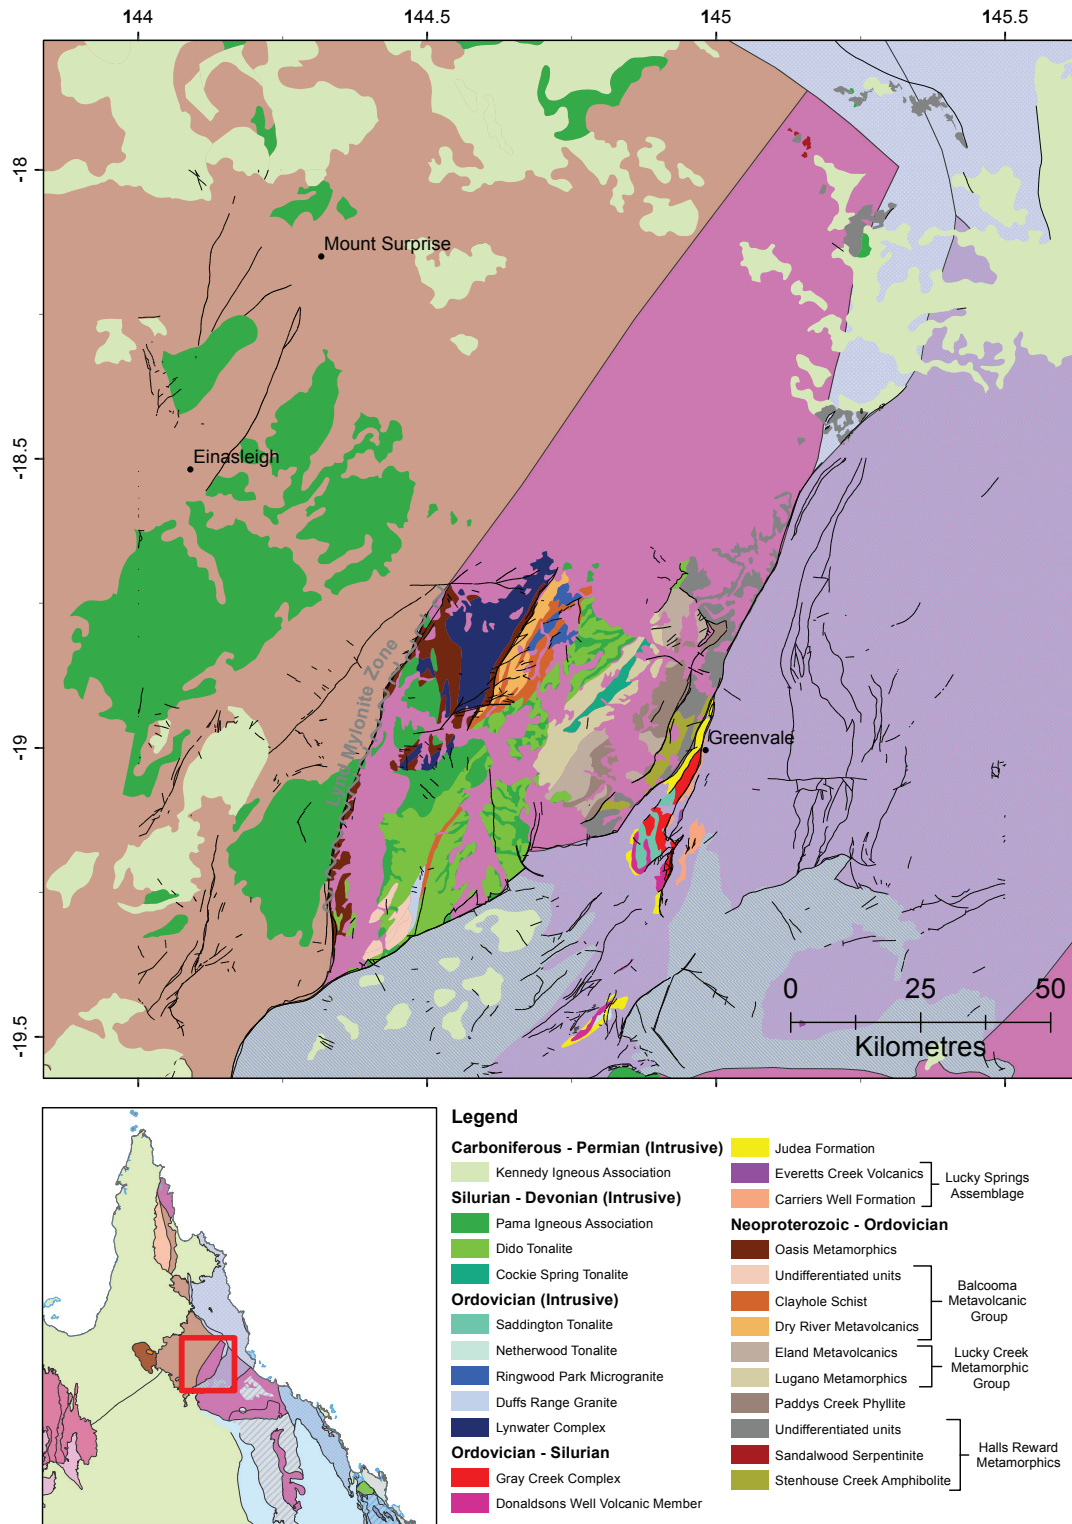 144 144.5 145 145.5
-18
-18.5
-19
-19.5
Mount Surprise
Einasleigh
Lynd Mylonite Zone
Greenvale
0 25 50
Kilometres
Legend
Carboniferous - Permian (Intrusive)
Kennedy Igneous Association
Silurian - Devonian (Intrusive)
Pama Igneous Association
Dido Tonalite
Cockie Spring Tonalite
Ordovician (Intrusive)
Saddington Tonalite
Netherwood Tonalite
Ringwood Park Microgranite
Duffs Range Granite
Lynwater Complex
Ordovician - Silurian
Gray Creek Complex
Donaldsons Well Volcanic Member
Judea Formation
Everetts Creek Volcanics
Carriers Well Formation
Lucky Springs
Assemblage
Neoproterozoic - Ordovician
Oasis Metamorphics
Undifferentiated units
Clayhole Schist
Dry River Metavolcanics
Balcooma
Metavolcanic
Group
Eland Metavolcanics
Lugano Metamorphics
Lucky Creek
Metamorphic
Group
Paddys Creek Phyllite
Undifferentiated units
Sandalwood Serpentinite
Stenhouse Creek Amphibolite
Halls Reward
Metamorphics